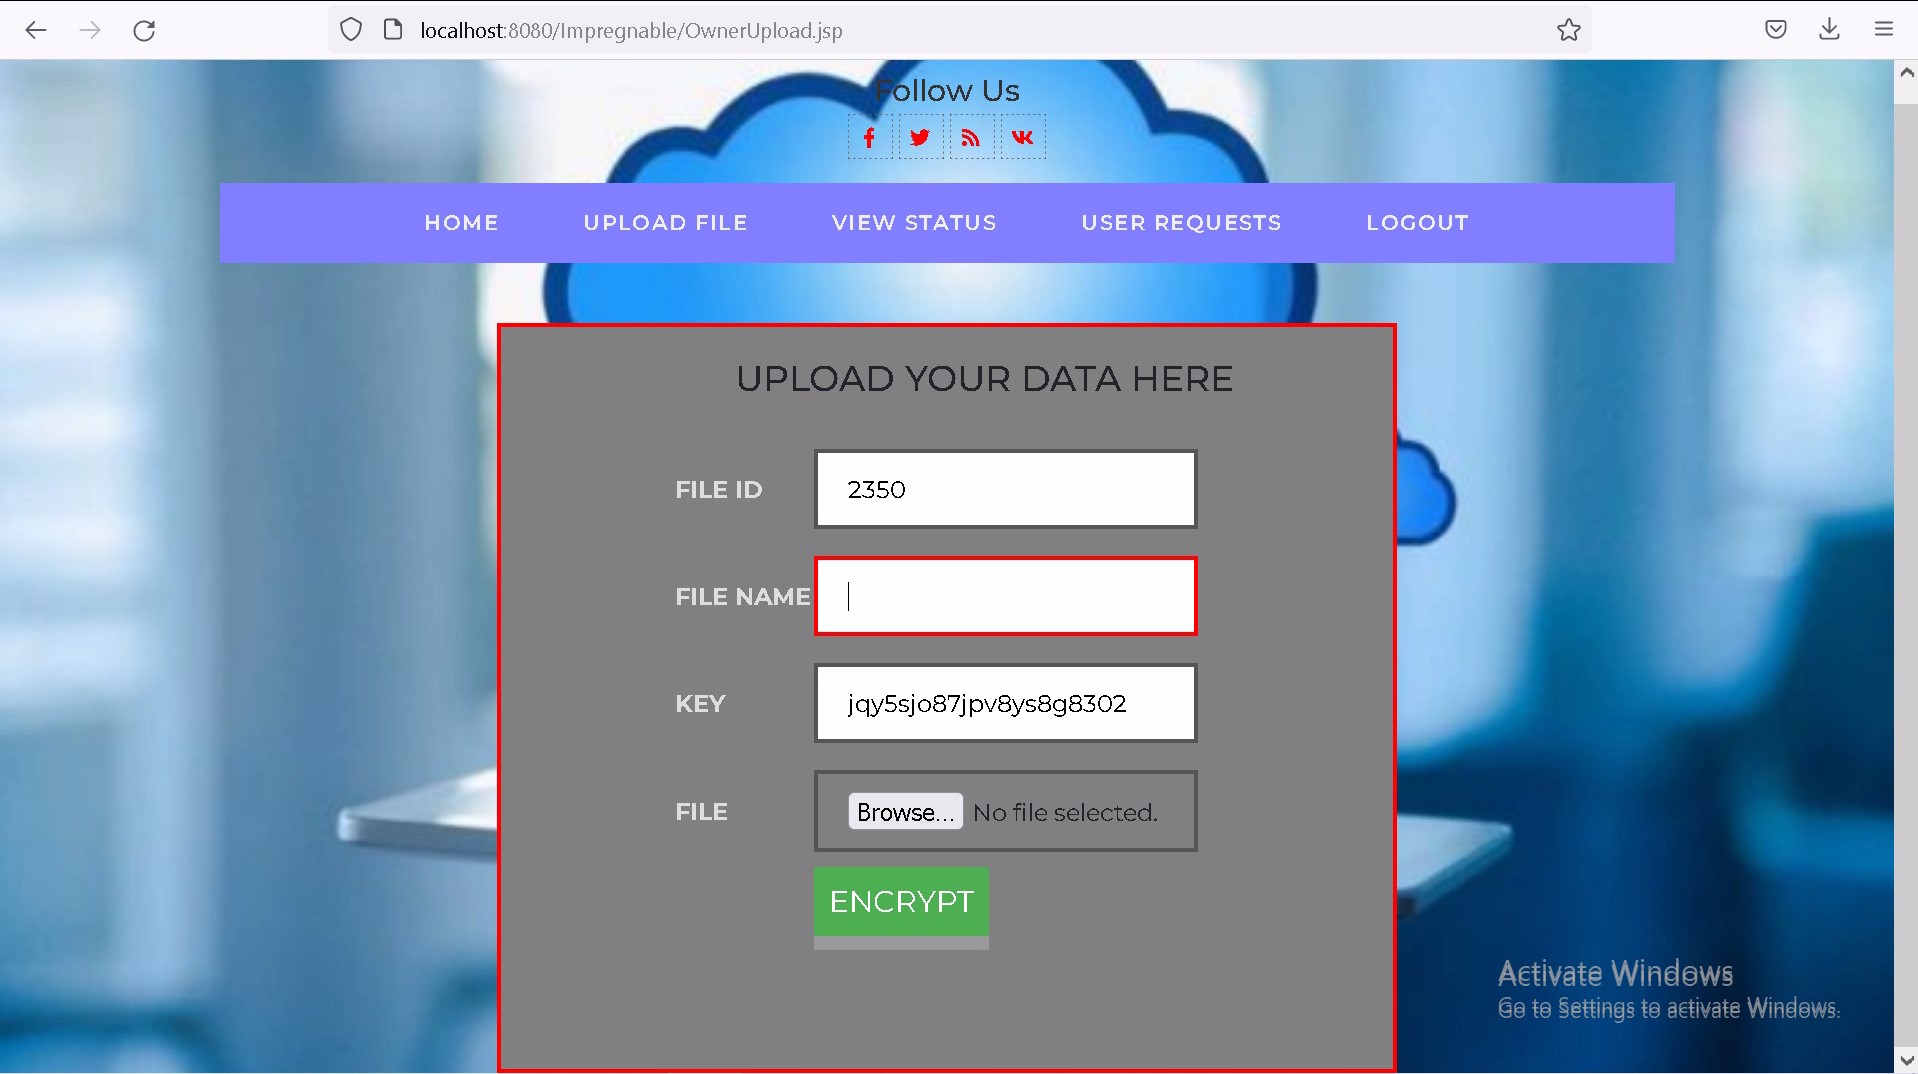 localhost:8080/Impregnable/OwnerUpload.jsp
Follow Us
HOME UPLOAD FILE VIEW STATUS USER REQUESTS LOGOUT
UPLOAD YOUR DATA HERE
FILE ID 2350
FILE NAME
KEY jqy5sjo87jpv8ys8g8302
FILE Browse... No file selected.
ENCRYPT
Activate Windows
Go to Settings to activate Windows.